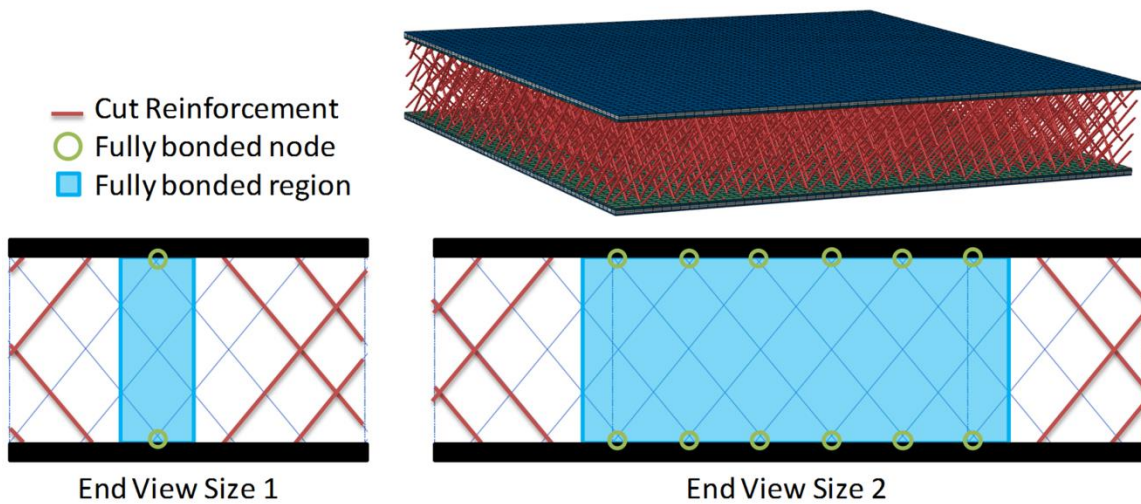 Cut Reinforcement
Fully bonded node
Fully bonded region
End View Size 1
End View Size 2